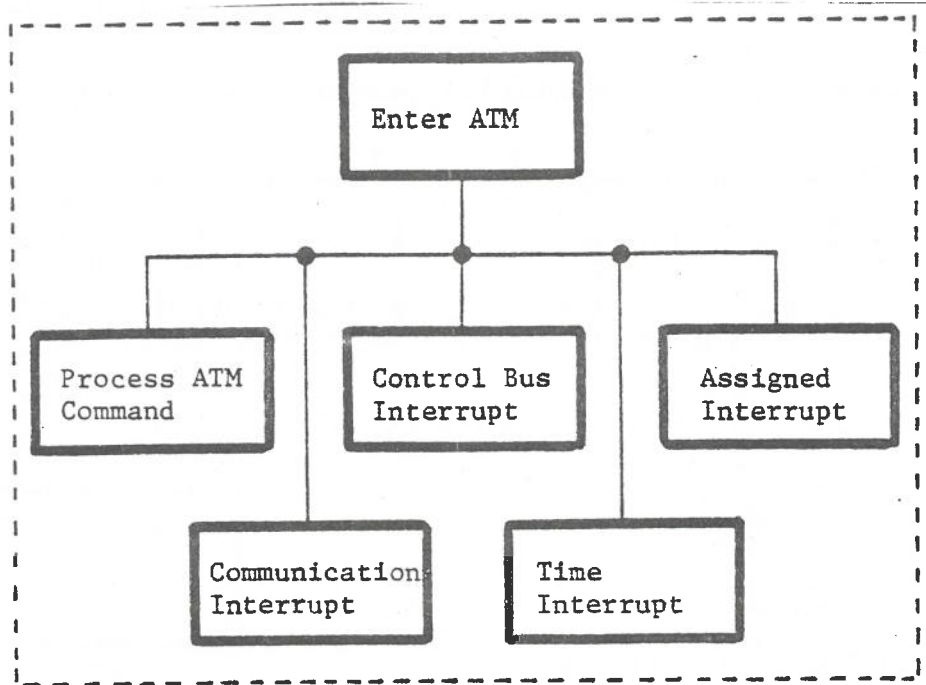 Enter ATM
Process ATM
Command
Control Bus
Interrupt
Assigned
Interrupt
Communication
Interrupt
Time
Interrupt